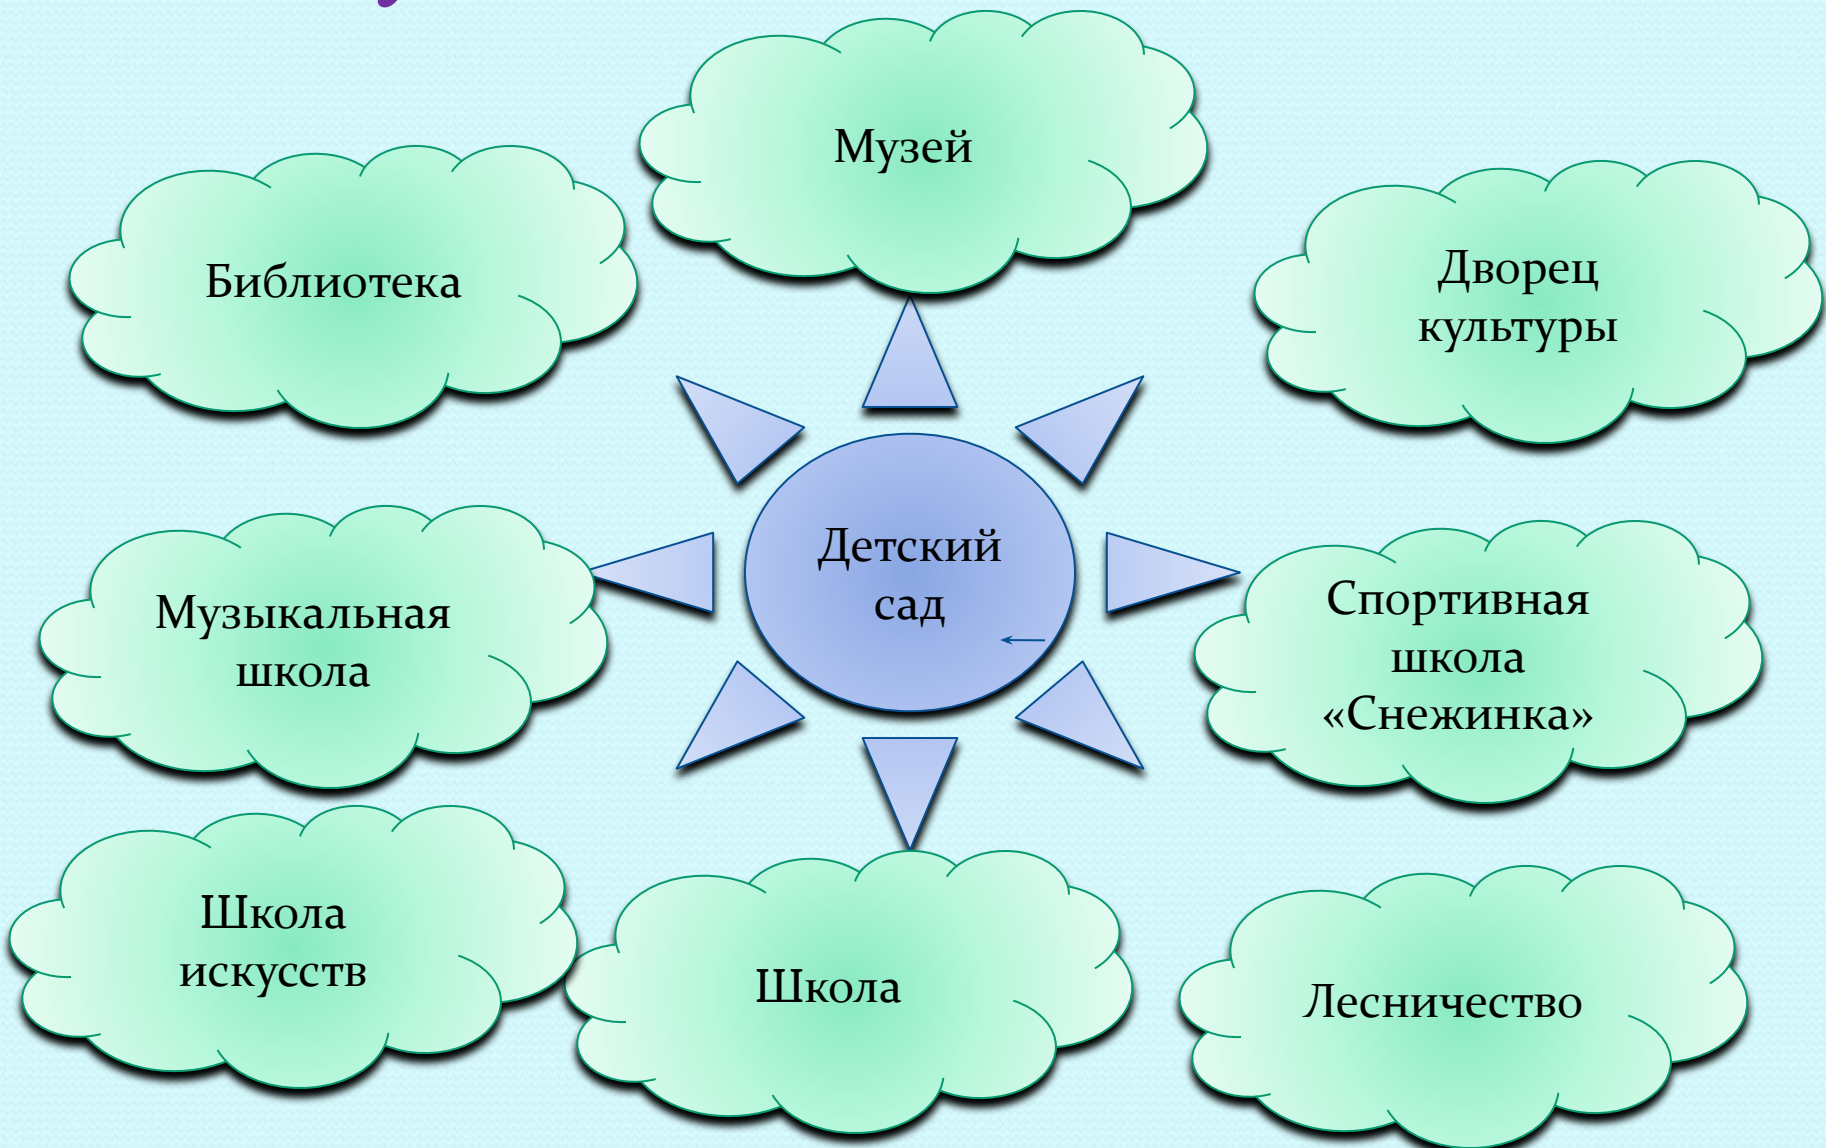 Музей
Библиотека
Дворец
культуры
Детский
сад
Музыкальная
школа
Спортивная
школа
«Снежинка»
Школа
искусств
Школа
Лесничество